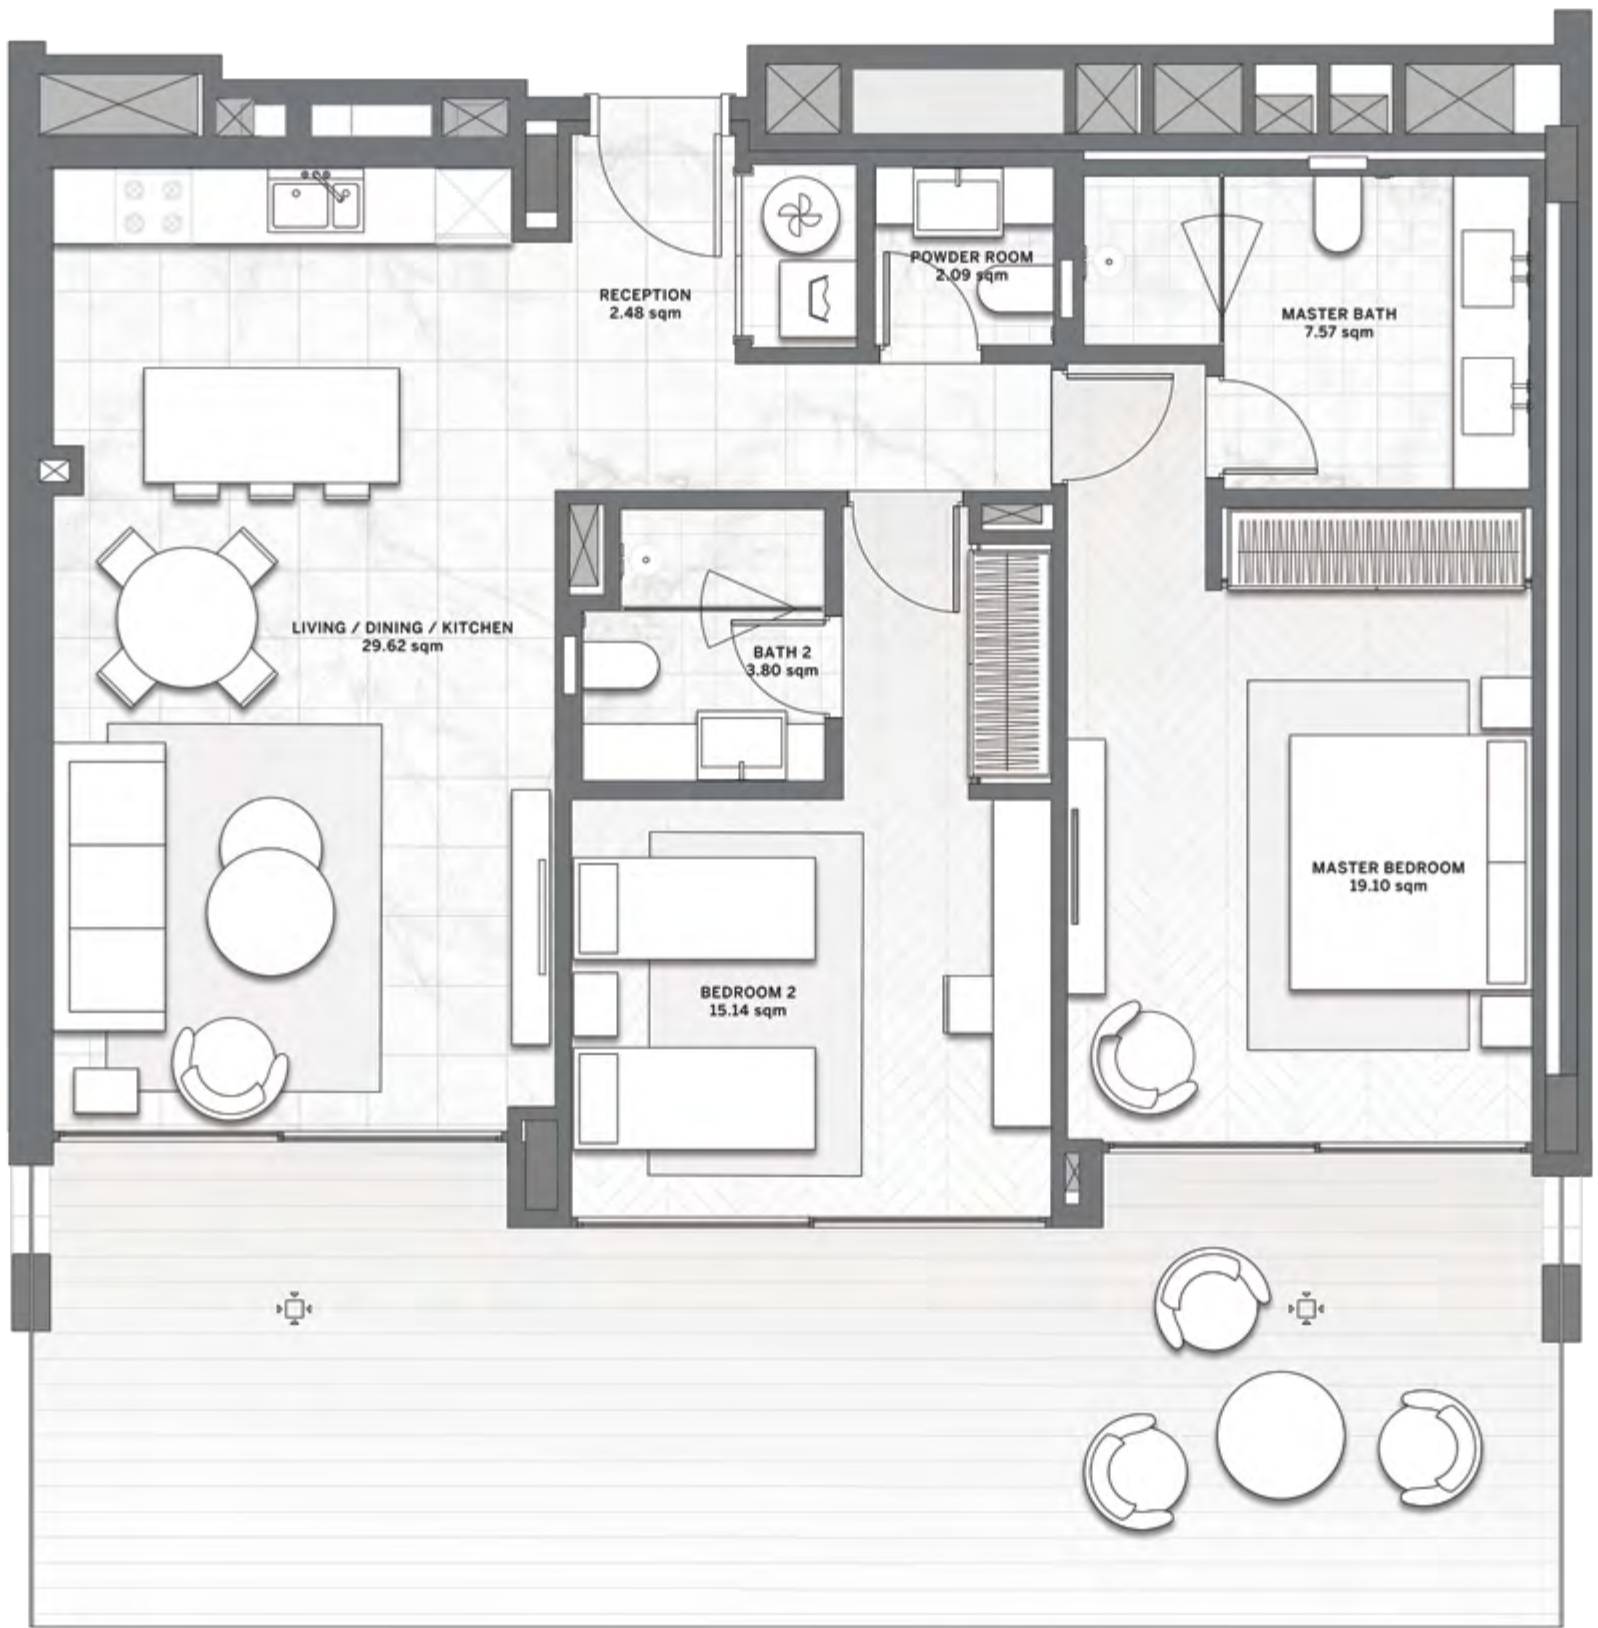 POWDER ROOM
2.09 sqm
RECEPTION
2.48 sqm
MASTER BATH
7.57 sqm
LIVING / DINING / KITCHEN
29.62 sqm
BATH 2
3.80 sqm
MASTER BEDROOM
19.10 sqm
BEDROOM 2
15.14 sqm